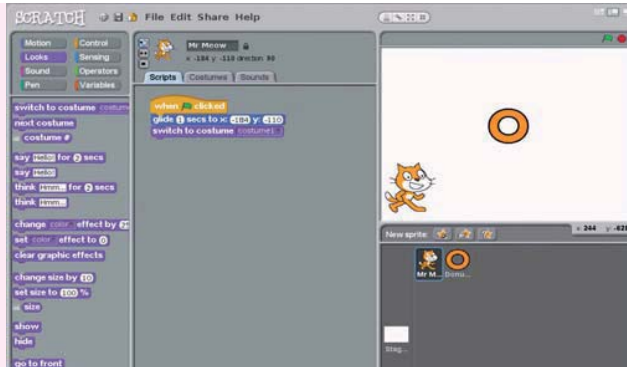 SCRATCH File Edit Share Help
Motion Control
Looks Sensing
Sound Operators
Pen Variables
switch to costume
next costume
costume #
say Hello! for 2 secs
say Hello!
think Hmm... for 2 secs
think Hmm...
change color effect by
set color effect to 0
clear graphic effects
change size by 10
set size to 100 %
size
show
hide
go to front
Mr Meow
x: -184 y: -110 direction: 90
Scripts Costumes Sounds
when clicked
glide 1 secs to x: -184 y: -110
switch to costume costume1
x: 244
New sprite:
Mr M... Donu...
Stag...